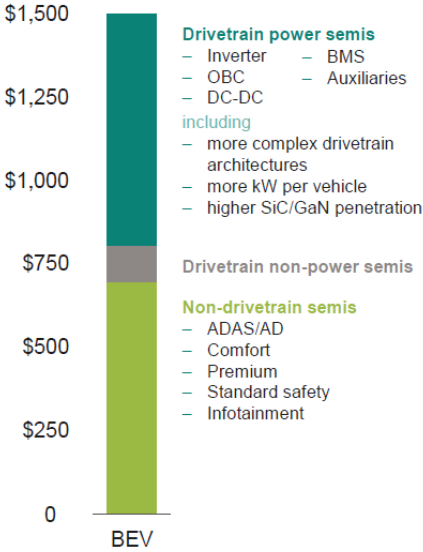 $1,500
$1,250
$1,000
$750
$500
$250
0
BEV
Drivetrain power semis
– Inverter – BMS
– OBC – Auxiliaries
– DC-DC
including
– more complex drivetrain
architectures
– more kW per vehicle
– higher SiC/GaN penetration
Drivetrain non-power semis
Non-drivetrain semis
– ADAS/AD
– Comfort
– Premium
– Standard safety
– Infotainment